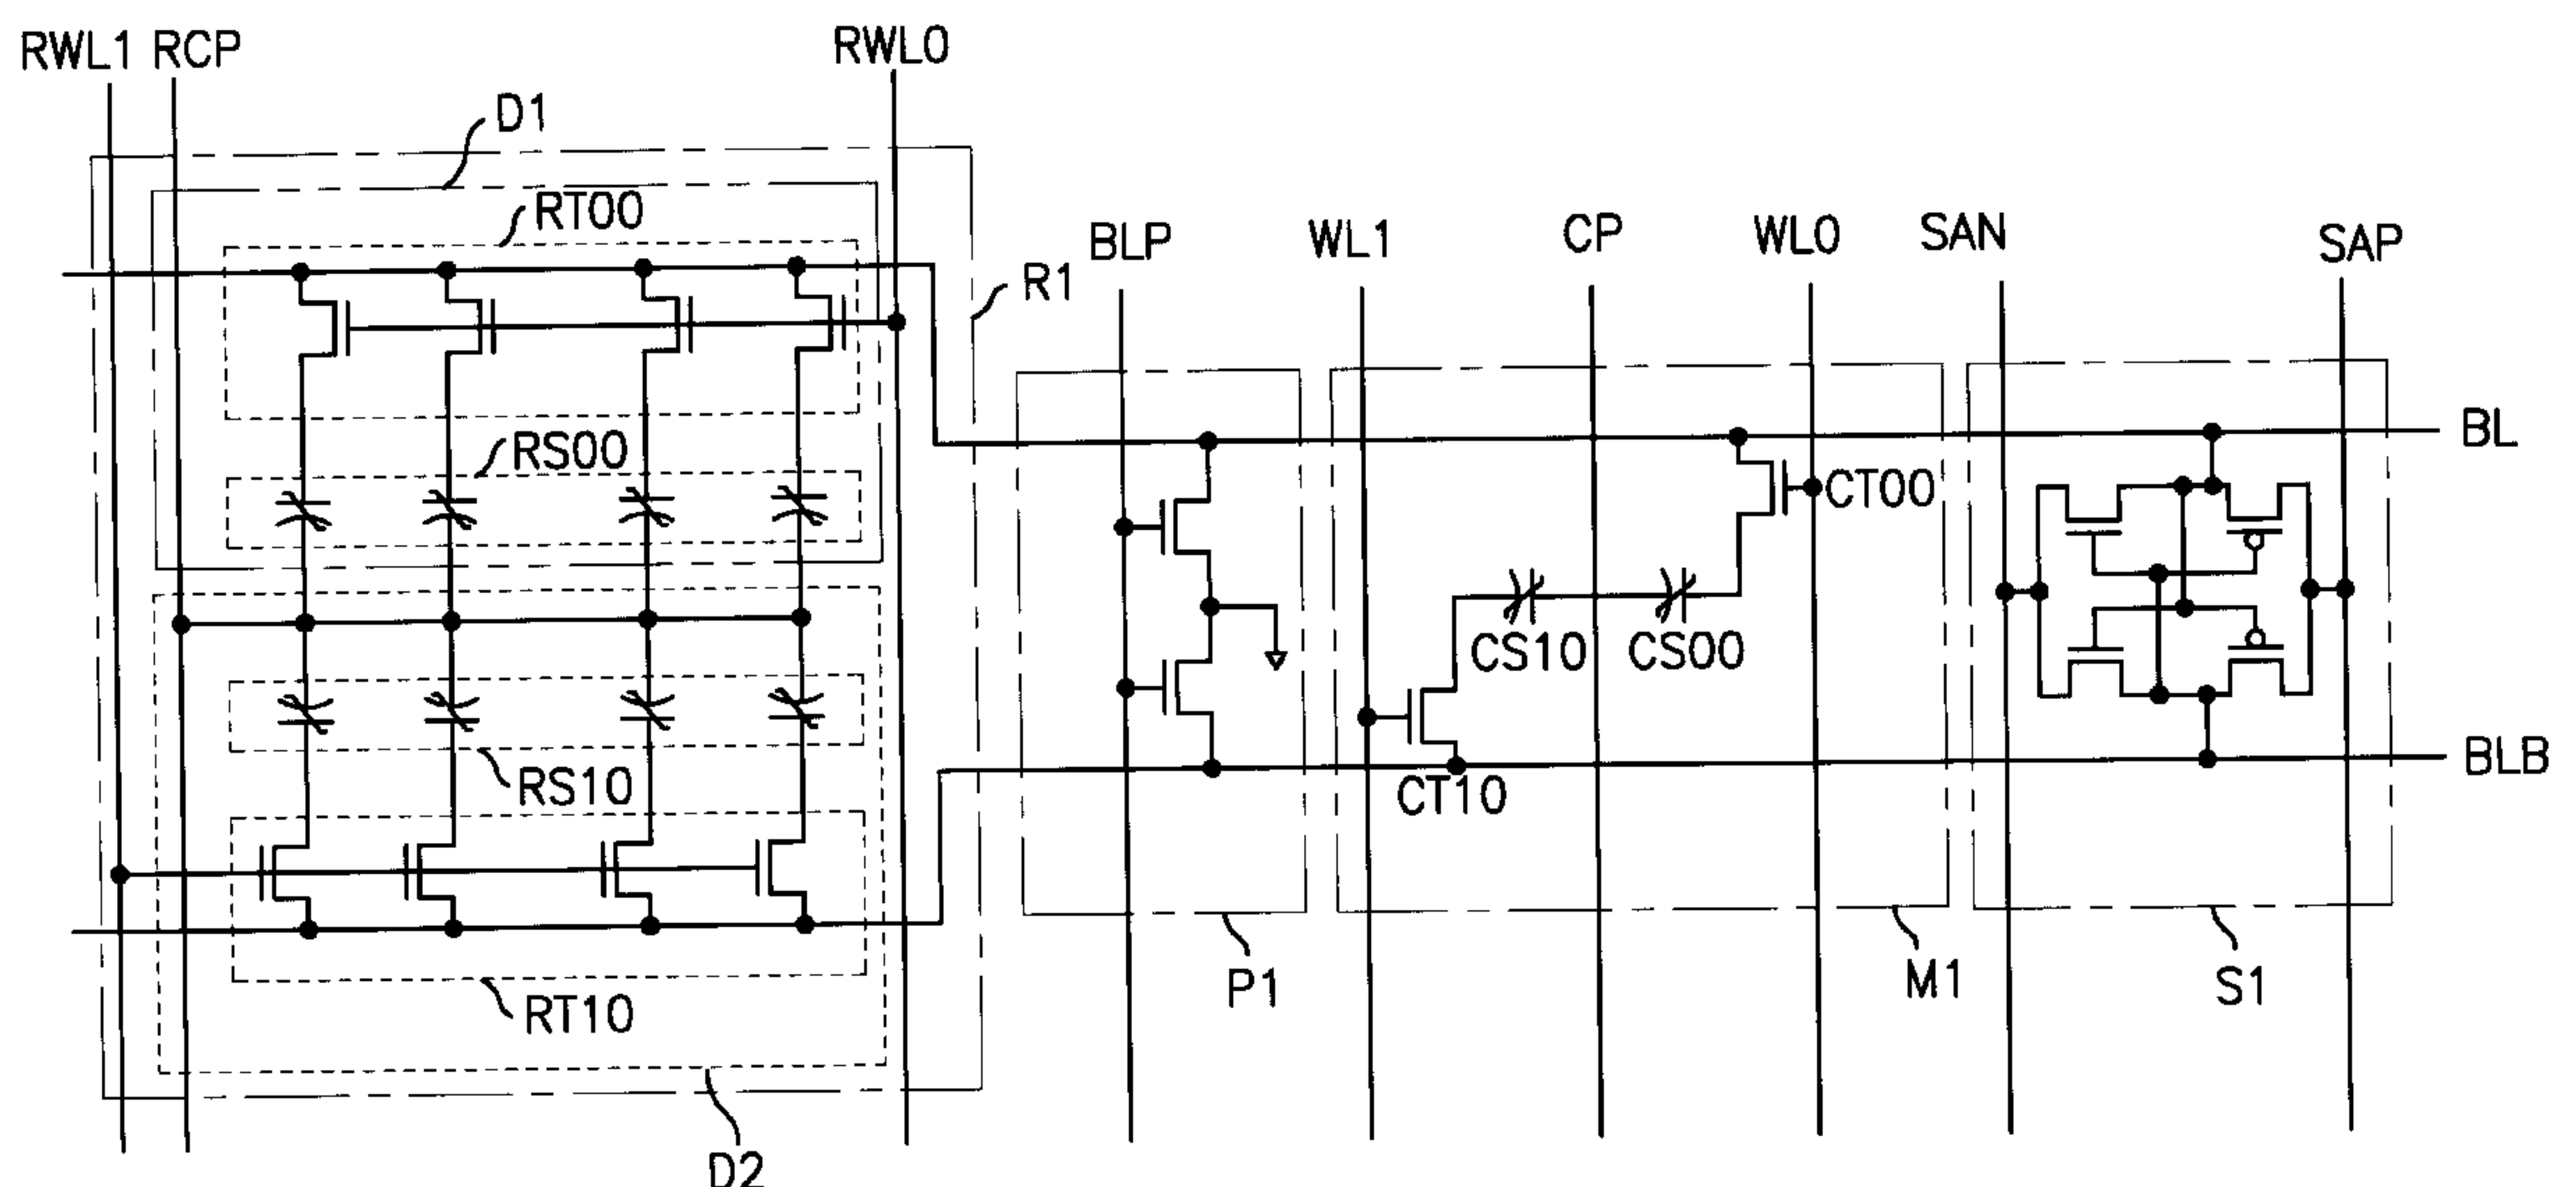 RWL1 RCP
RWL0
D1
RT00
R1
BLP
WL1
CP
WL0
SAN
SAP
BL
RS00
CT00
CS10
CS00
BLB
RS10
CT10
RT10
P1
M1
S1
D2